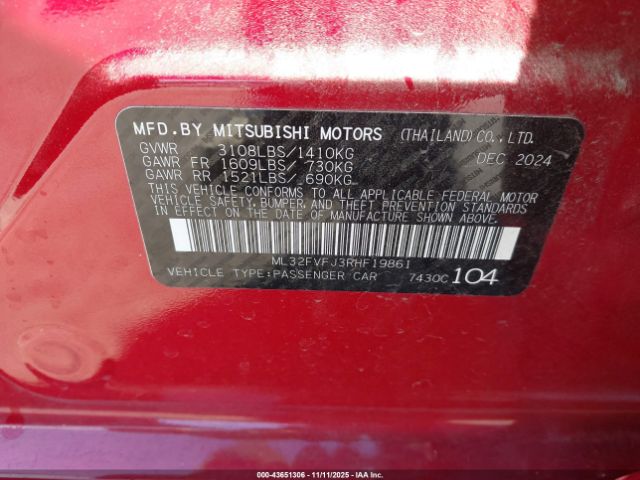 MFD.BY MITSUBISHI MOTORS (THAILAND)CO.,LTD.
GVWR 3108LBS/1410KG DEC 2024
GAWR FR 1609LBS/ 730KG
GAWR RR 1521LBS/ 690KG
THIS VEHICLE CONFORMS TO ALL APPLICABLE FEDERAL MOTOR
VEHICLE SAFETY, BUMPER, AND THEFT PREVENTION STANDARDS
IN EFFECT ON THE DATE OF MANUFACTURE SHOWN ABOVE.
ML32FVFJ3RHF19861
VEHICLE TYPE:PASSENGER CAR 7430C 104
000-43651306 - 11/11/2025 - IAA Inc.